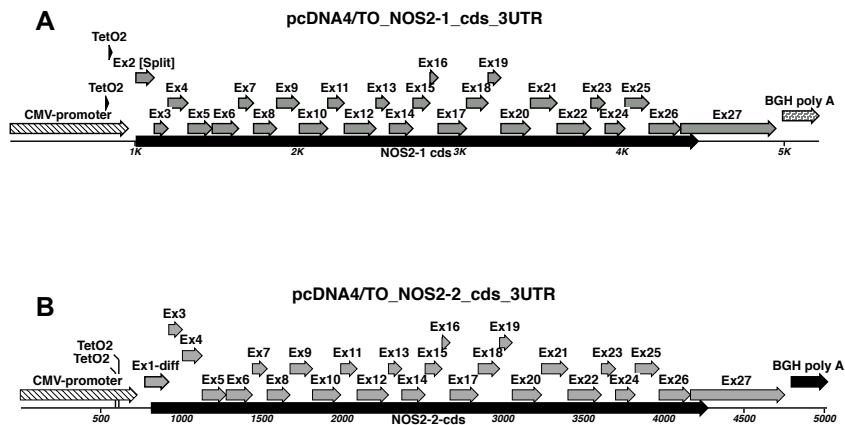 A
pcDNA4/TO_NOS2-1_cds_3UTR
TetO2
Ex16 Ex19
Ex2 [Split]
TetO2 Ex4 Ex7 Ex9 Ex11 Ex13 Ex15 Ex18 Ex21 Ex23 Ex25
BGH poly A
CMV-promoter Ex3 Ex5 Ex6 Ex8 Ex10 Ex12 Ex14 Ex17 Ex20 Ex22 Ex24 Ex26 Ex27
1K 2K NOS2-1 cds 3K 4K 5K
B
pcDNA4/TO_NOS2-2_cds_3UTR
Ex3
Ex16 Ex19
TetO2 Ex4
TetO2 Ex1-diff Ex7 Ex9 Ex11 Ex13 Ex15 Ex18 Ex21 Ex23 Ex25 BGH poly A
CMV-promoter Ex5 Ex6 Ex8 Ex10 Ex12 Ex14 Ex17 Ex20 Ex22 Ex24 Ex26 Ex27
500 1000 1500 2000 NOS2-2-cds 3000 3500 4000 4500 5000